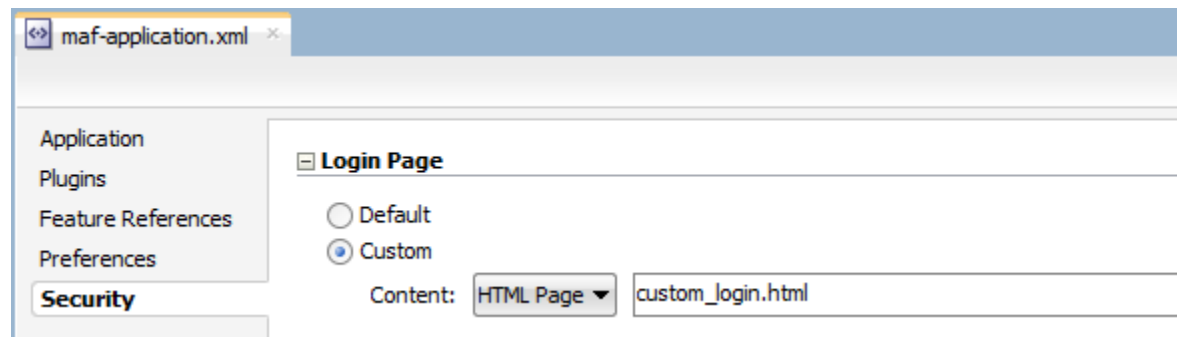 maf-application.xml
Application
Plugins
Feature References
Preferences
Security
Login Page
Default
Custom
Content: HTML Page custom_login.html